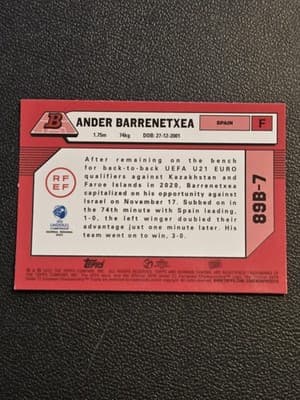 B
ANDER BARRENETXEA
SPAIN
F
1.75m 74kg DOB: 27-12-2001
After remaining on the bench
for back-to-back UEFA U21 EURO
qualifiers against Kazakhstan and
Faroe Islands in 2020, Barrenetxea
capitalized on his opportunity against
Israel on November 17. Subbed on in
the 74th minute with Spain leading,
1-0, the left winger doubled their
advantage just one minute later. His
team went on to win, 3-0.
RF
EF
89B-7
Topps